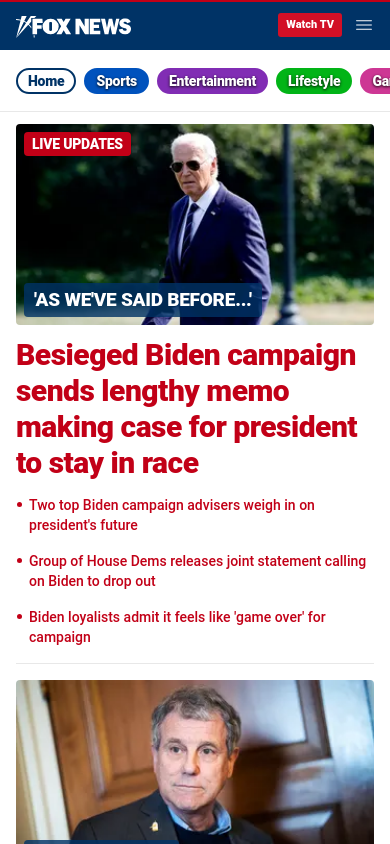 FOX NEWS
Watch TV
Home
Sports
Entertainment
Lifestyle
LIVE UPDATES
'AS WE'VE SAID BEFORE...'
Besieged Biden campaign
sends lengthy memo
making case for president
to stay in race
• Two top Biden campaign advisers weigh in on
president's future
• Group of House Dems releases joint statement calling
on Biden to drop out
• Biden loyalists admit it feels like 'game over' for
campaign